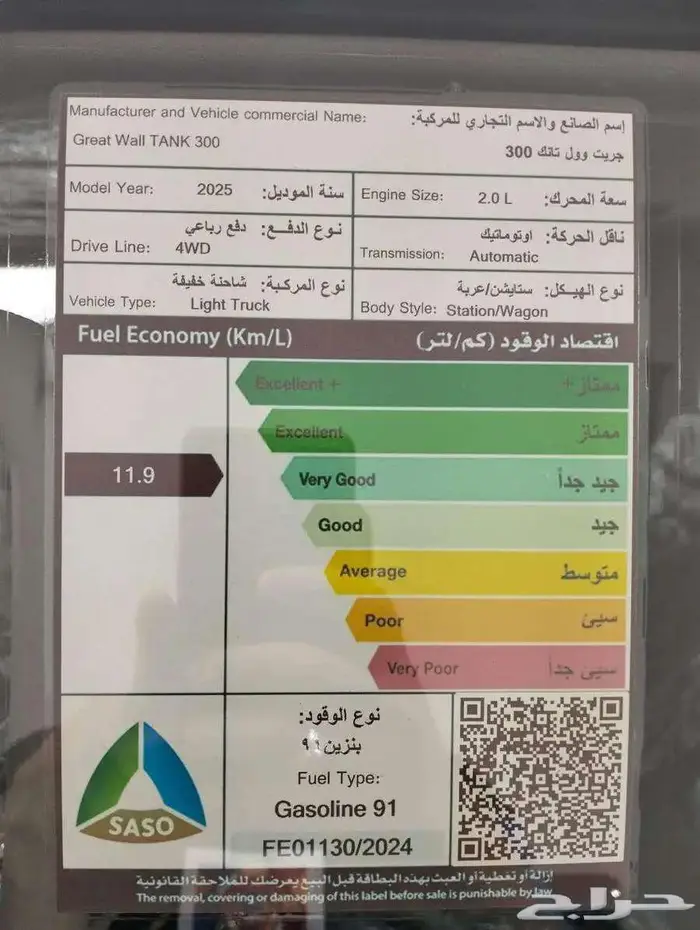 Manufacturer and Vehicle commercial Name: إسم الصانع والاسم التجاري للمركبة:
Great Wall TANK 300 جريت وول تانك 300
Model Year: 2025 سنة الموديل:
Engine Size: 2.0 L سعة المحرك:
نوع الدفـــع: دفع رباعي
Drive Line: 4WD
ناقل الحركة: اوتوماتيك
Transmission: Automatic
نوع المركبة: شاحنة خفيفة
Vehicle Type: Light Truck
نوع الهيـكل: ستايشن/عربة
Body Style: Station/Wagon
Fuel Economy (Km/L) اقتصاد الوقود (كم/لتر)
Excellent + ممتاز +
Excellent ممتاز
11.9
Very Good جيد جداً
Good جيد
Average متوسط
Poor سيئ
Very Poor سيئ جداً
SASO
نوع الوقود:
بنزين ٩١
Fuel Type:
Gasoline 91
FE01130/2024
إزالة أو تغطية أو العبث بهذه البطاقة قبل البيع يعرضك للملاحقة القانونية
The removal, covering or damaging of this label before sale is punishable by law
حراج